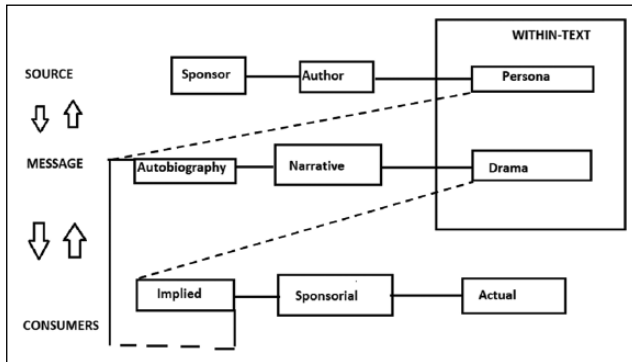 WITHIN-TEXT
SOURCE Sponsor Author Persona
MESSAGE Autobiography Narrative Drama
Implied Sponsorial Actual
CONSUMERS